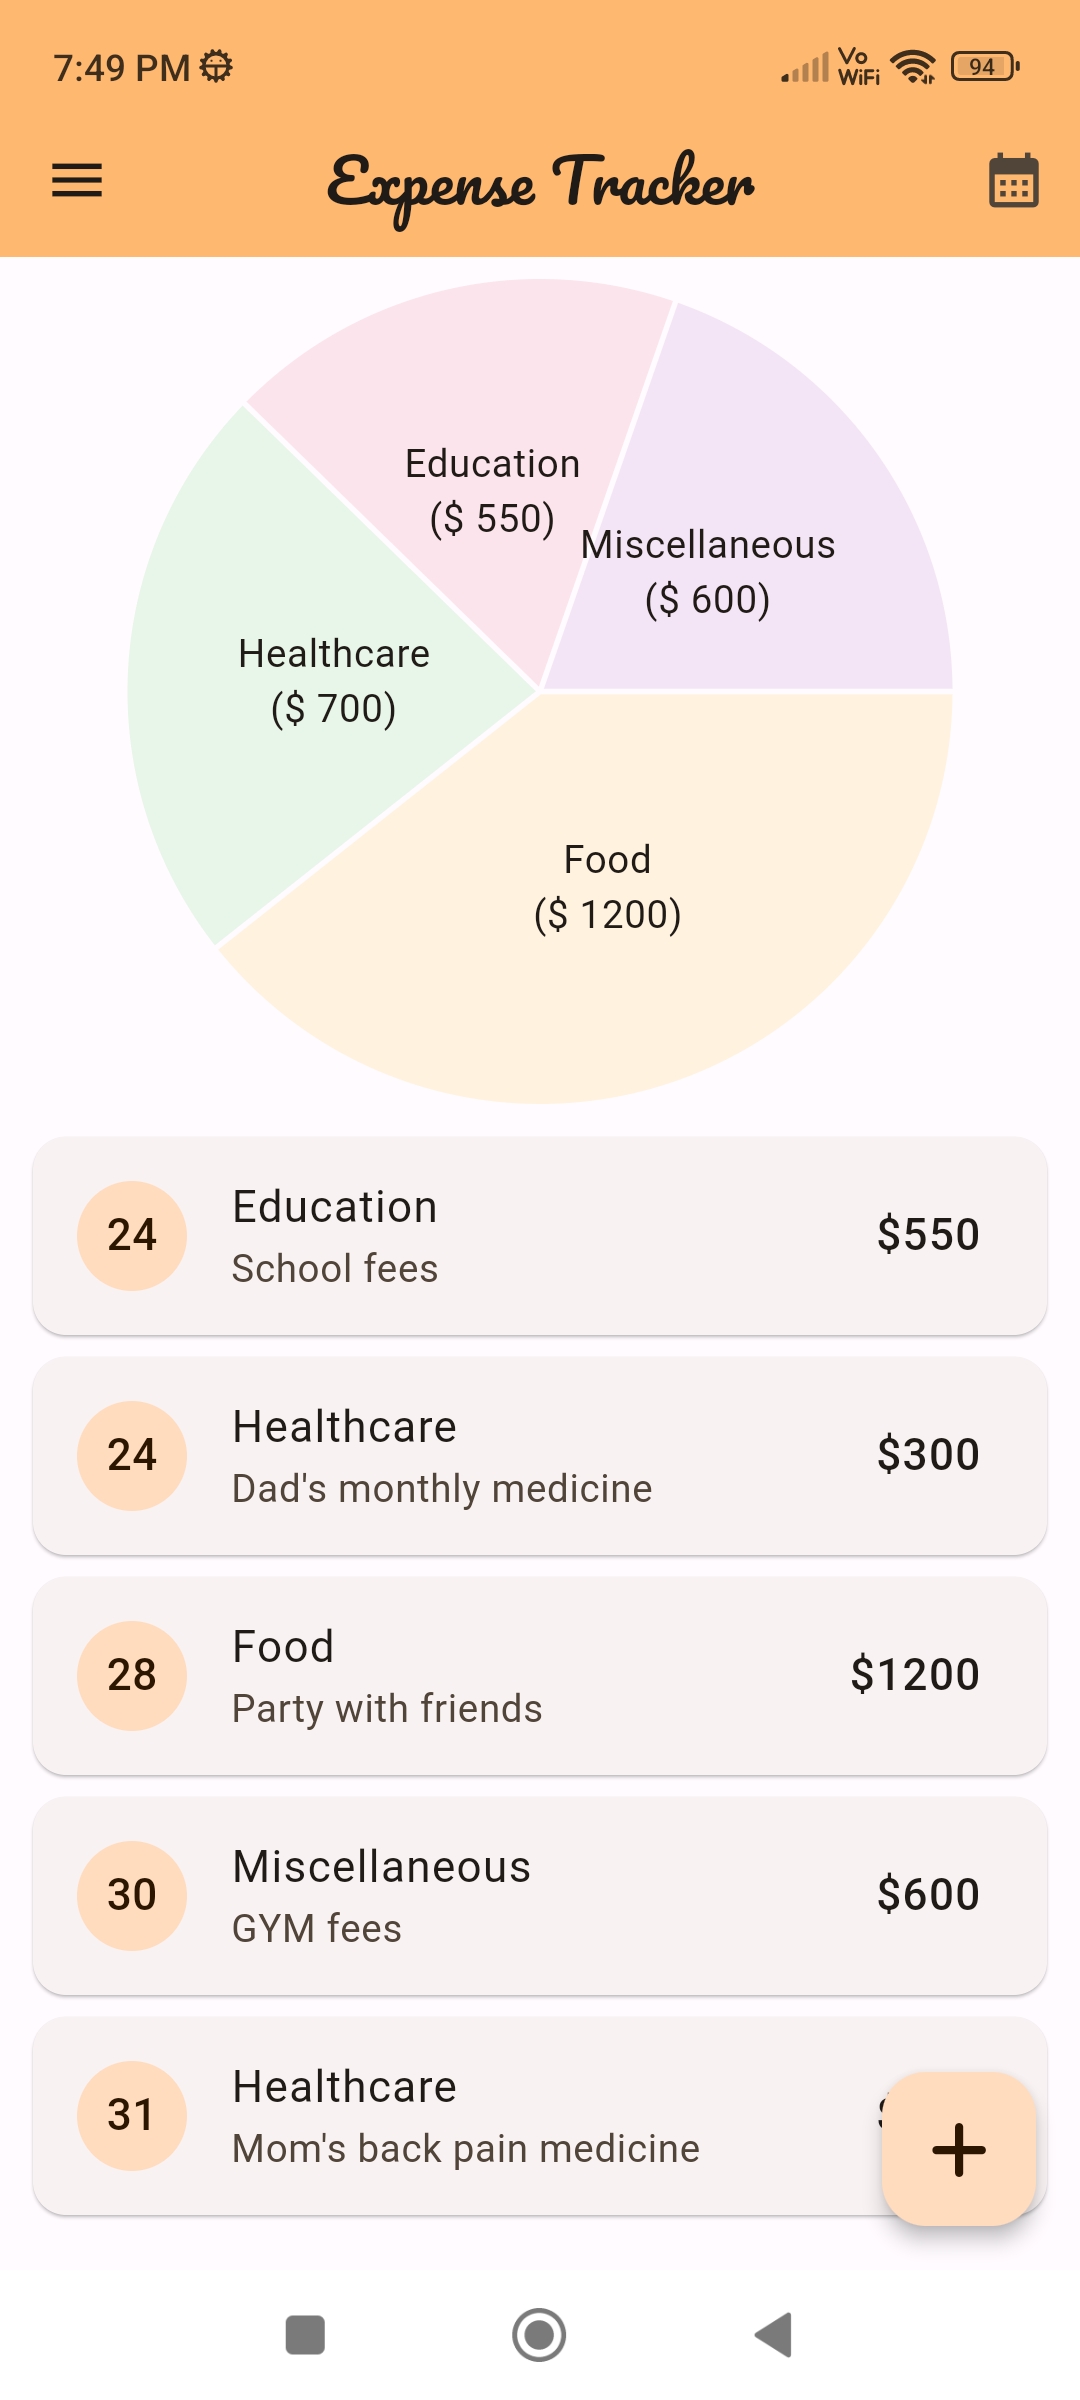 7:49 PM
Vo
WiFi
94
Expense Tracker
Education
($ 550)
Miscellaneous
($ 600)
Healthcare
($ 700)
Food
($ 1200)
24
Education
School fees
$550
24
Healthcare
Dad's monthly medicine
$300
28
Food
Party with friends
$1200
30
Miscellaneous
GYM fees
$600
31
Healthcare
Mom's back pain medicine